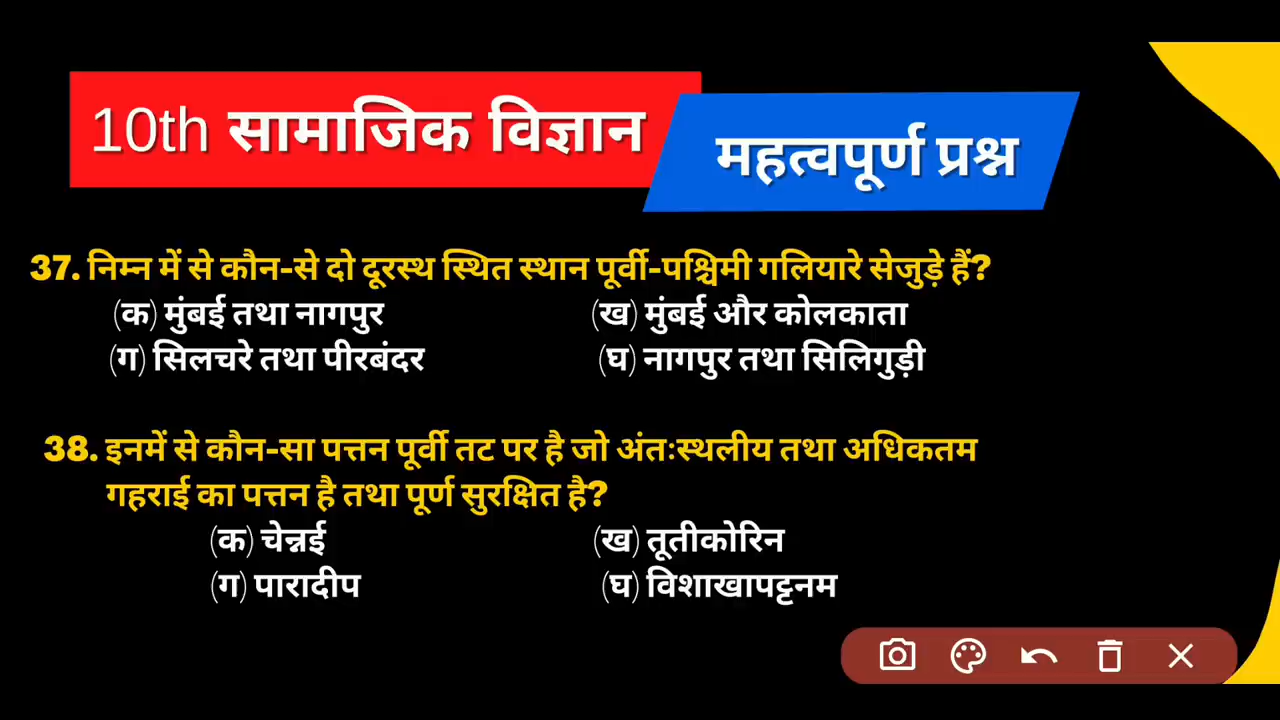 10th सामाजिक विज्ञान
महत्वपूर्ण प्रश्न
37. निम्न में से कौन-से दो दूरस्थ स्थित स्थान पूर्वी-पश्चिमी गलियारे सेजुड़े हैं?
(क) मुंबई तथा नागपुर (ख) मुंबई और कोलकाता
(ग) सिलचरे तथा पीरबंदर (घ) नागपुर तथा सिलिगुड़ी
38. इनमें से कौन-सा पत्तन पूर्वी तट पर है जो अंतःस्थलीय तथा अधिकतम
गहराई का पत्तन है तथा पूर्ण सुरक्षित है?
(क) चेन्नई (ख) तूतीकोरिन
(ग) पारादीप (घ) विशाखापट्टनम